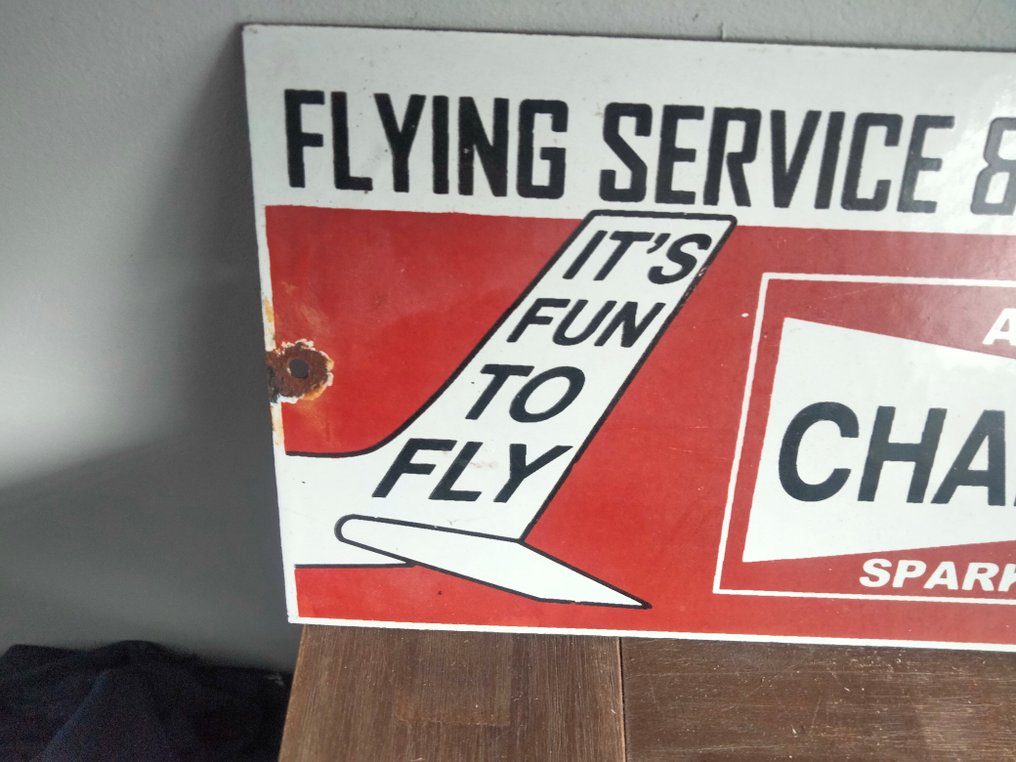 FLYING SERVICE &
IT'S
FUN
TO
FLY
A
CHA
SPARK